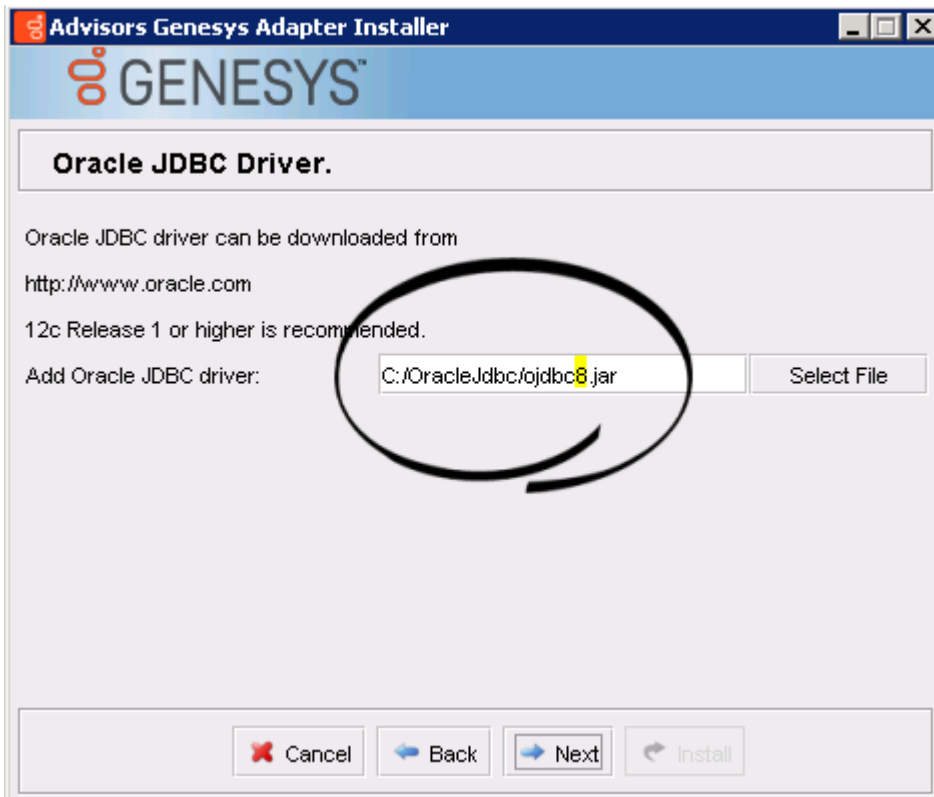 Advisors Genesys Adapter Installer
GENESYS™
Oracle JDBC Driver.
Oracle JDBC driver can be downloaded from
http://www.oracle.com
12c Release 1 or higher is recommended.
Add Oracle JDBC driver: C:/OracleJdbc/ojdbc8.jar Select File
Cancel Back Next Install